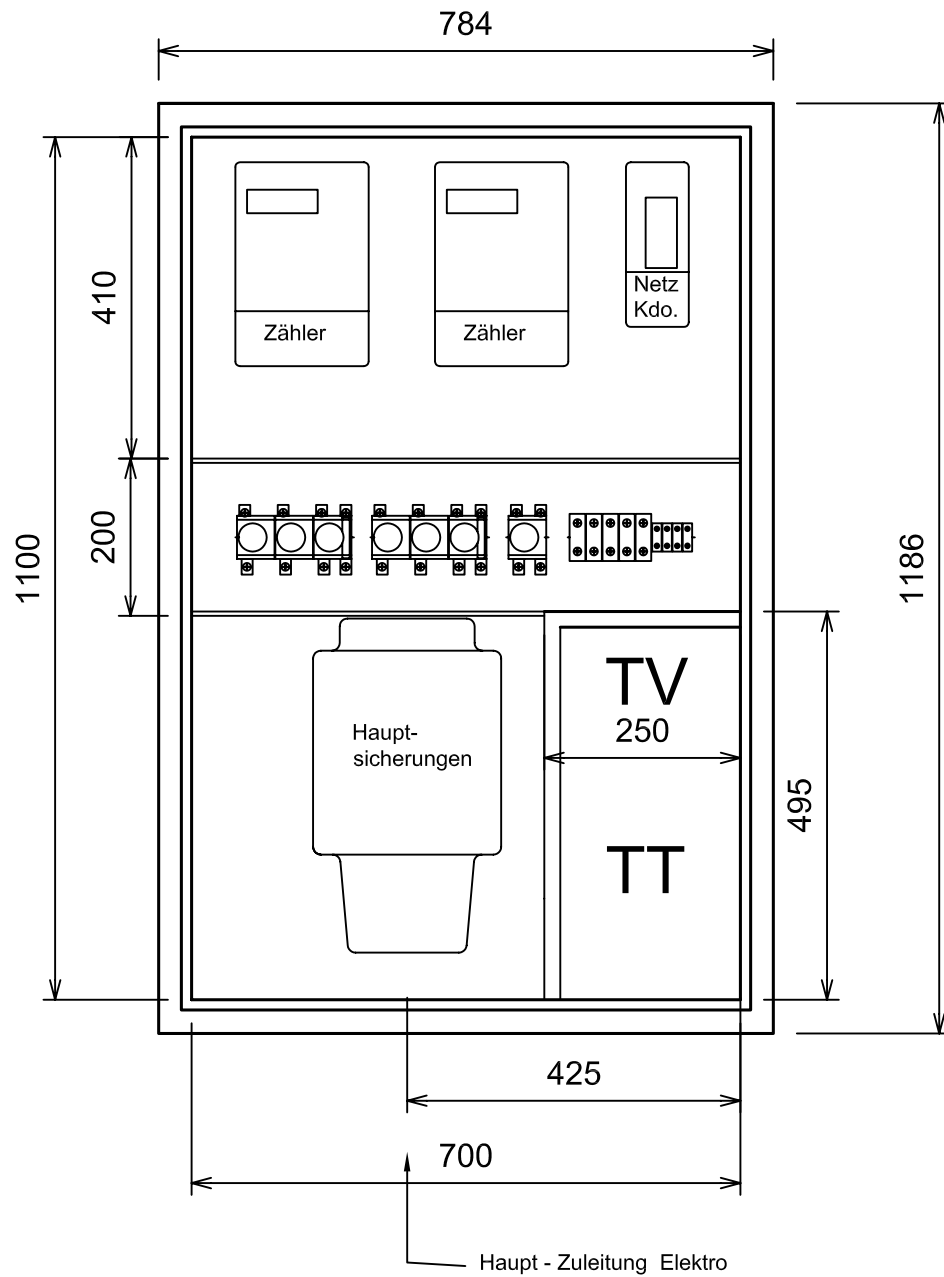 784
Zähler
Zähler
Netz
Kdo.
410
200
1100
1186
Haupt-
sicherungen
TV
250
TT
495
425
700
Haupt - Zuleitung Elektro